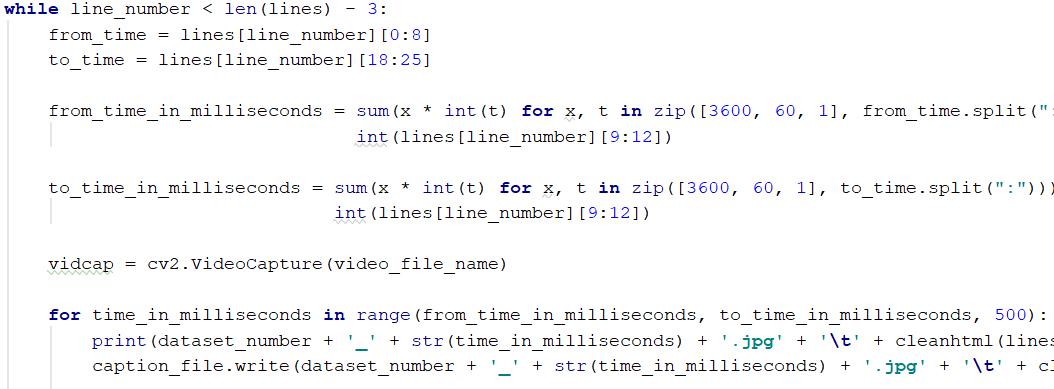 while line_number < len(lines) - 3:
from_time = lines[line_number][0:8]
to_time = lines[line_number][18:25]
from_time_in_milliseconds = sum(x * int(t) for x, t in zip([3600, 60, 1], from_time.split(":
int(lines[line_number][9:12])
to_time_in_milliseconds = sum(x * int(t) for x, t in zip([3600, 60, 1], to_time.split(":")))
int(lines[line_number][9:12])
vidcap = cv2.VideoCapture(video_file_name)
for time_in_milliseconds in range(from_time_in_milliseconds, to_time_in_milliseconds, 500):
print(dataset_number + '_' + str(time_in_milliseconds) + '.jpg' + '\t' + cleanhtml(lines
caption_file.write(dataset_number + '_' + str(time_in_milliseconds) + '.jpg' + '\t' + cl